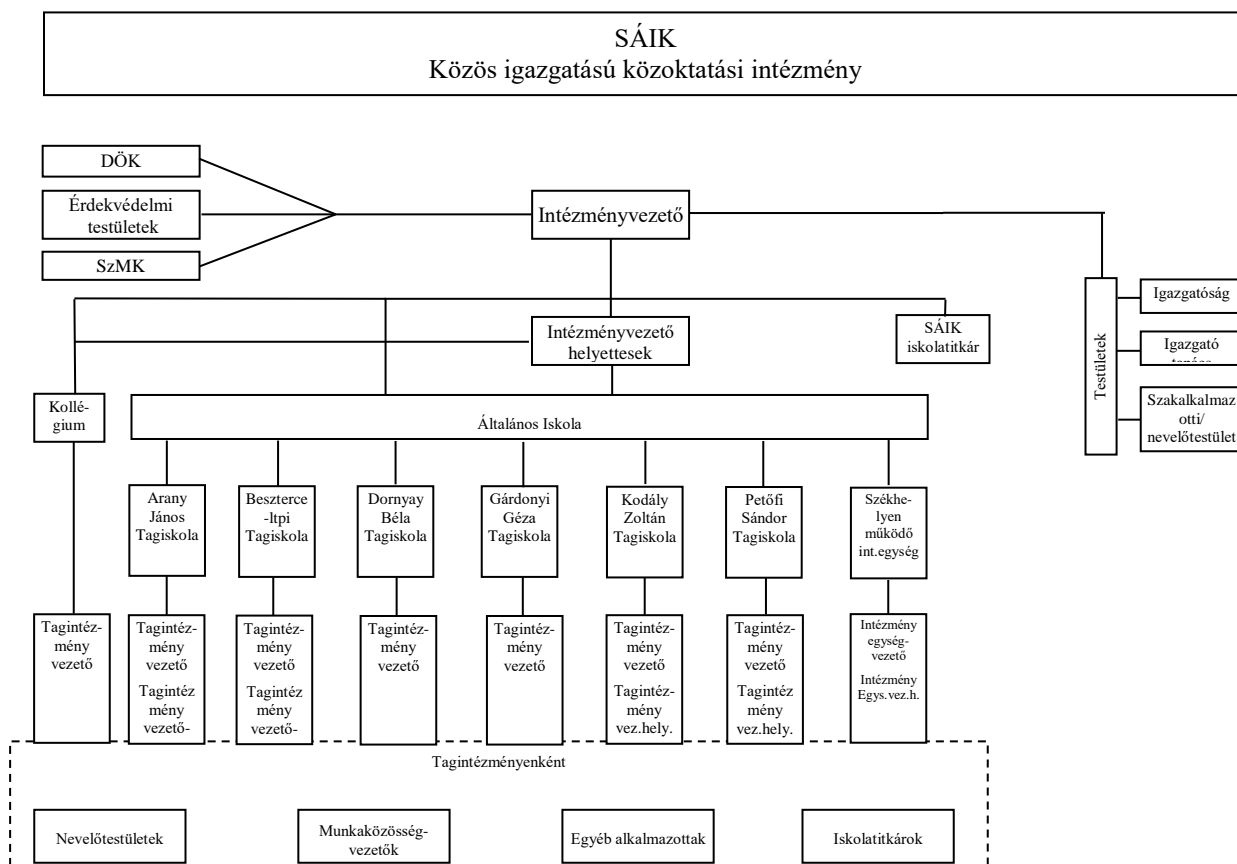 SÁIK
Közös igazgatású közoktatási intézmény
DÖK
Érdekvédelmi
testületek
SzMK
Intézményvezető
Testületek
Igazgatóság
Igazgató
Szakalkalmaz
otti/
nevelőtestület
Intézményvezető
helyettesek
SÁIK
iskolatitkár
Kollé-
gium
Általános Iskola
Arany
János
Tagiskola
Beszterce
-ltpi
Tagiskola
Dornyay
Béla
Tagiskola
Gárdonyi
Géza
Tagiskola
Kodály
Zoltán
Tagiskola
Petőfi
Sándor
Tagiskola
Székhe-
lyen
működő
int.egység
Tagintéz-
mény
vezető
Tagintéz-
mény
vezető
Tagintéz
mény
vezető-
Tagintéz-
mény
vezető
Tagintéz
mény
vezető-
Tagintéz-
mény
vezető
Tagintéz-
mény
vezető
Tagintéz-
mény
vezető
Tagintéz-
mény
vez.hely.
Tagintéz-
mény
vezető
Tagintéz
mény
vez.hely.
Intézmény
egység-
vezető
Intézmény
Egys.vez.h.
Tagintézményenként
Nevelőtestületek
Munkaközösség-
vezetők
Egyéb alkalmazottak
Iskolatitkárok